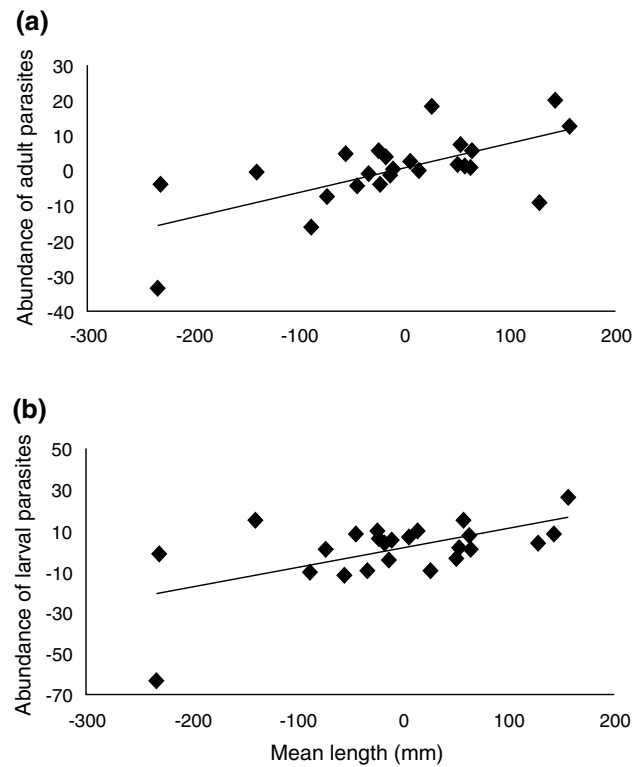 (a)
Abundance of adult parasites
30
20
10
0
-10
-20
-30
-40
-300 -200 -100 0 100 200
(b)
Abundance of larval parasites
50
30
10
-10
-30
-50
-70
-300 -200 -100 0 100 200
Mean length (mm)